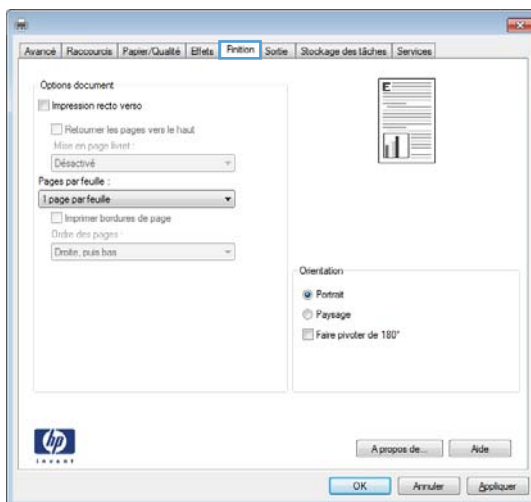 Avancé Raccourcis Papier/Qualité Effets Finition Sortie Stockage des tâches Services
Options document
Impression recto verso
Retourner les pages vers le haut
Mise en page livret :
Désactivé
Pages par feuille :
1 page par feuille
Imprimer bordures de page
Ordre des pages :
Droite, puis bas
E
Orientation
Portrait
Paysage
Faire pivoter de 180°
hp
invent
A propos de...
Aide
OK
Annuler
Appliquer